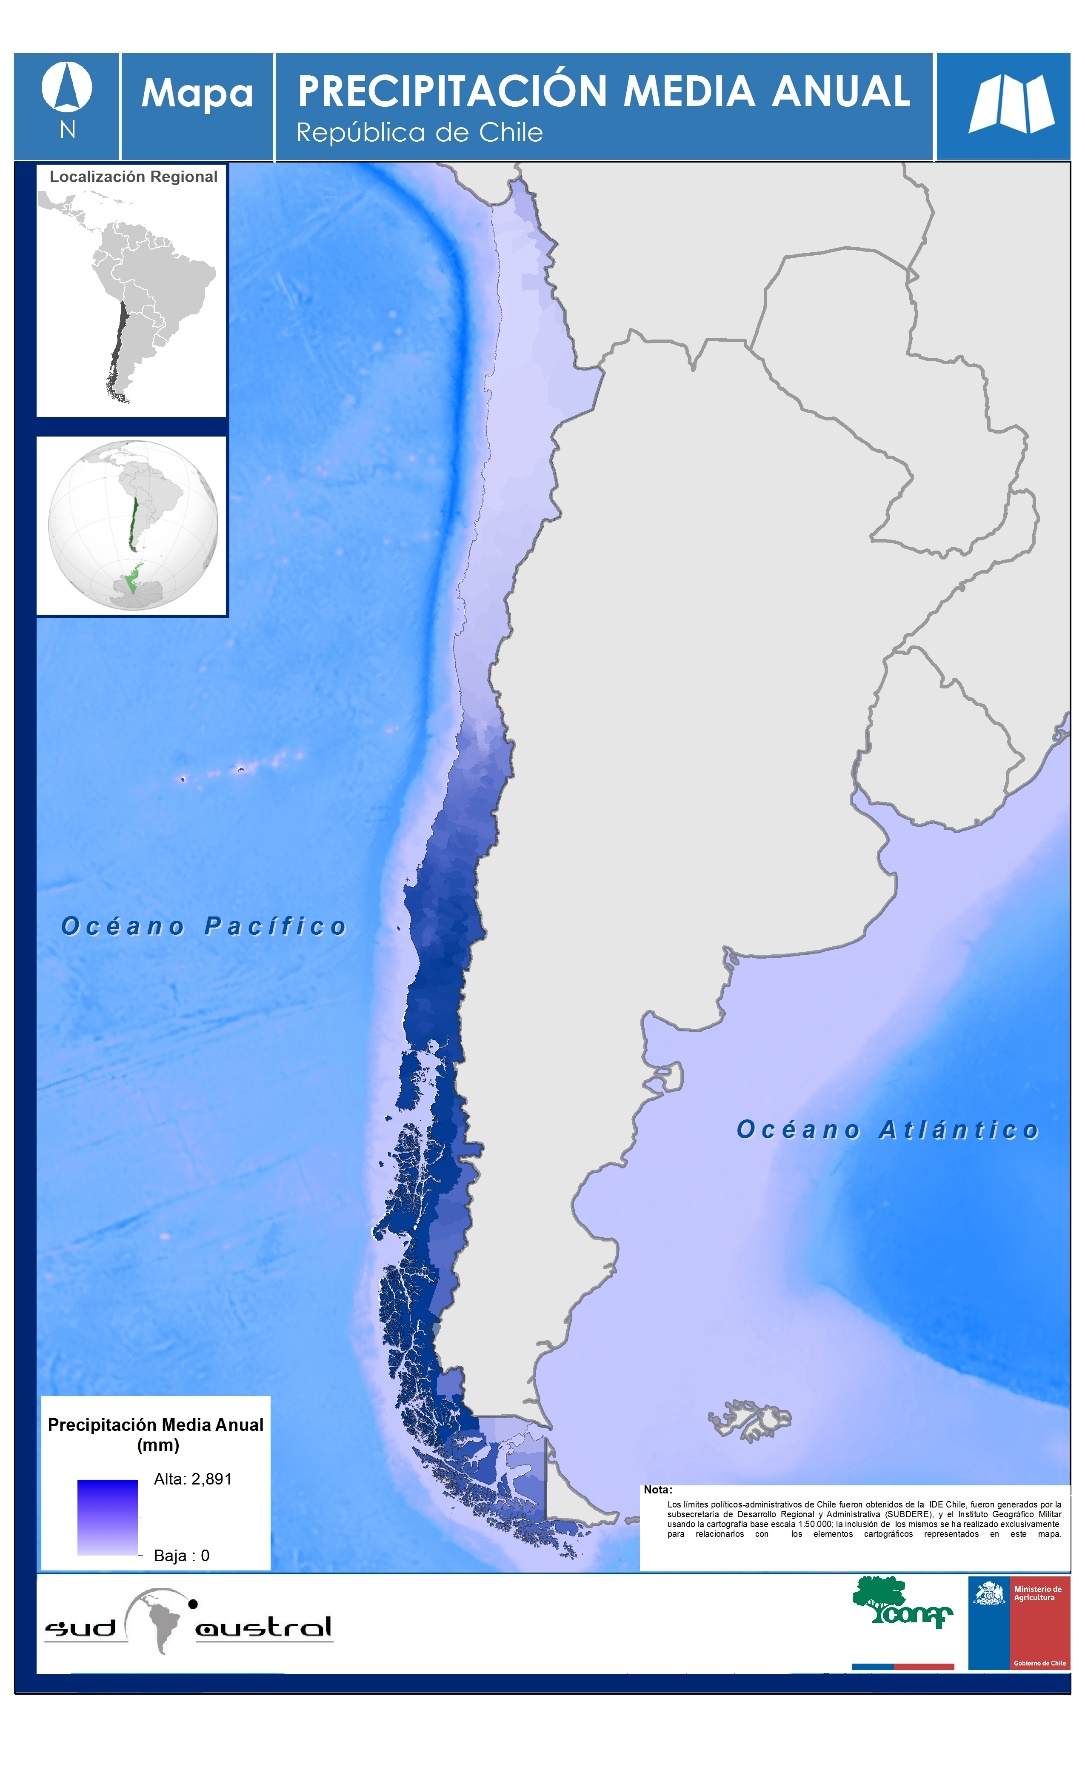 N
Mapa
PRECIPITACIÓN MEDIA ANUAL
República de Chile
Localización Regional
Océano Pacífico
Océano Atlántico
Precipitación Media Anual
(mm)
Alta: 2,891
Baja : 0
Nota:
Los límites políticos-administrativos de Chile fueron obtenidos de la IDE Chile, fueron generados por la
subsecretaría de Desarrollo Regional y Administrativa (SUBDERE), y el Instituto Geográfico Militar
usando la cartografía base escala 1:50.000; la inclusión de los mismos se ha realizado exclusivamente
para relacionarlos con los elementos cartográficos representados en este mapa.
sud austral
conaf
Ministerio de
Agricultura
Gobierno de Chile